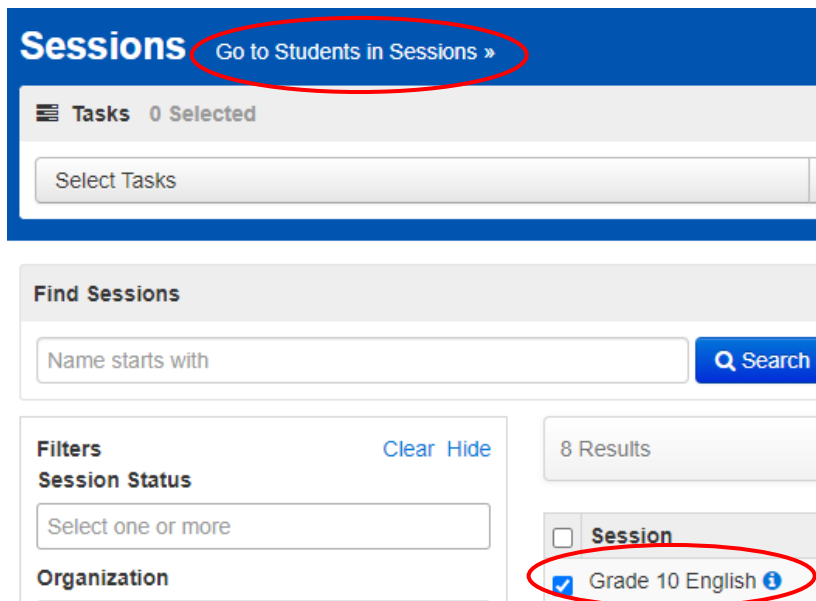 Sessions Go to Students in Sessions »
Tasks 0 Selected
Select Tasks
Find Sessions
Name starts with
Search
Filters Clear Hide
Session Status
Select one or more
Organization
8 Results
Session
Grade 10 English